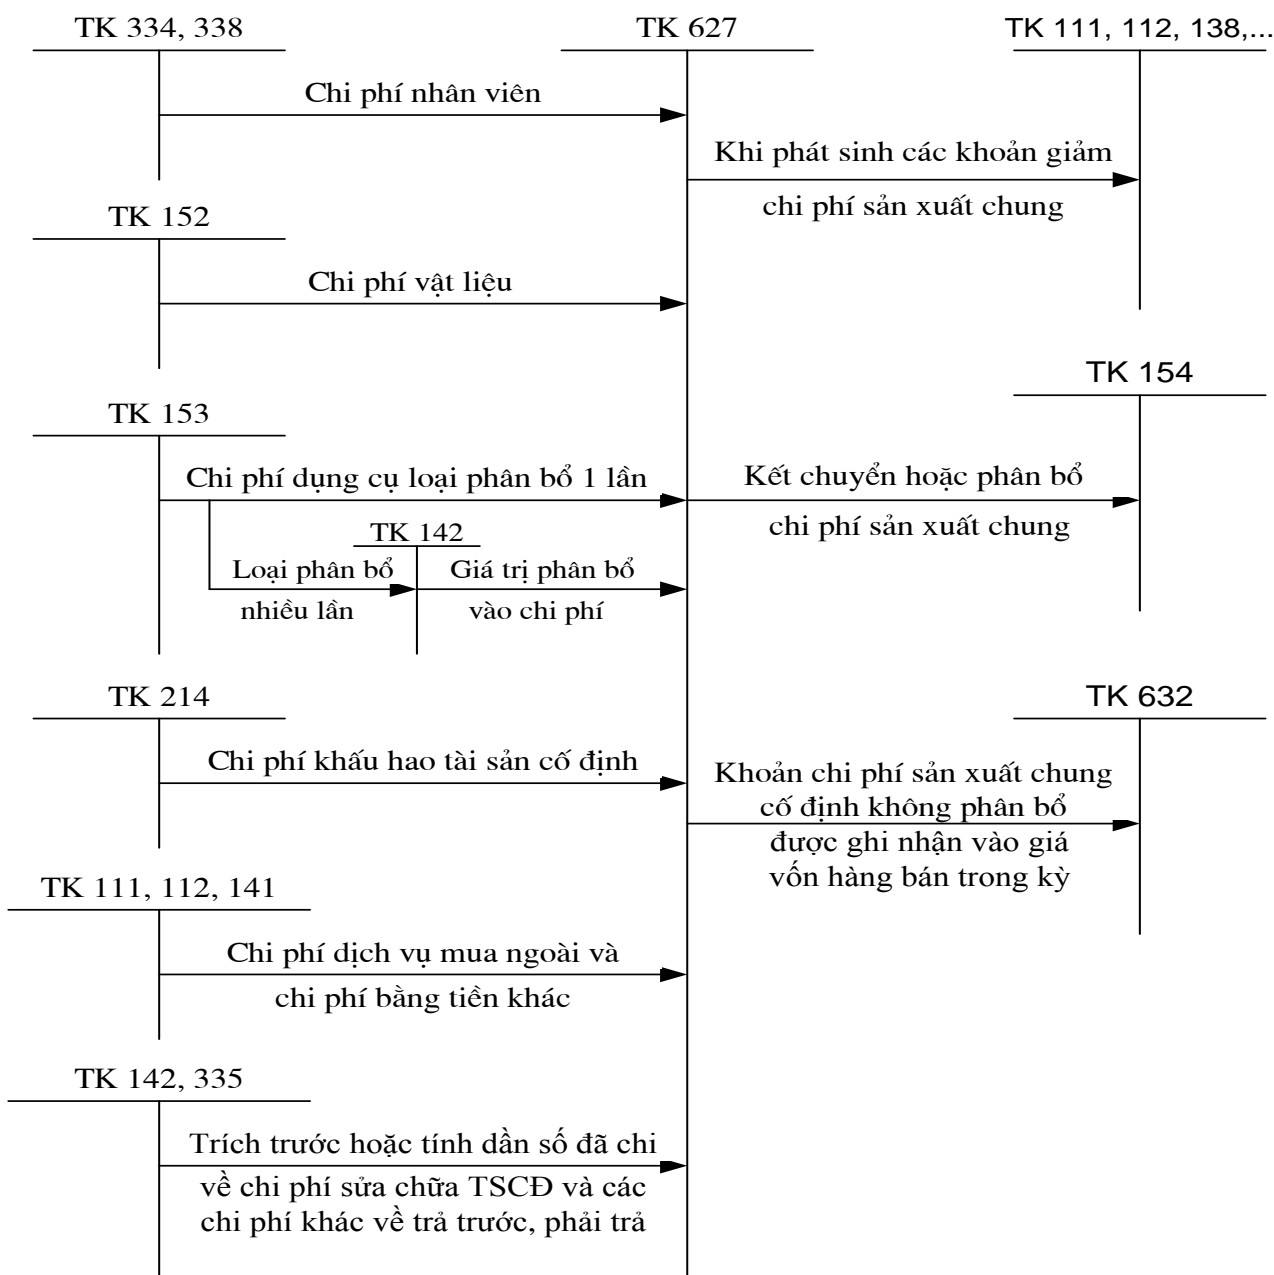 TK 334, 338
TK 627
TK 111, 112, 138,...
Chi phí nhân viên
Khi phát sinh các khoản giảm
chi phí sản xuất chung
TK 152
Chi phí vật liệu
TK 154
TK 153
Chi phí dụng cụ loại phân bổ 1 lần
Kết chuyển hoặc phân bổ
chi phí sản xuất chung
TK 142
Loại phân bổ
nhiều lần
Giá trị phân bổ
vào chi phí
TK 214
TK 632
Chi phí khấu hao tài sản cố định
Khoản chi phí sản xuất chung
cố định không phân bổ
được ghi nhận vào giá
vốn hàng bán trong kỳ
TK 111, 112, 141
Chi phí dịch vụ mua ngoài và
chi phí bằng tiền khác
TK 142, 335
Trích trước hoặc tính dần số đã chi
về chi phí sửa chữa TSCĐ và các
chi phí khác về trả trước, phải trả